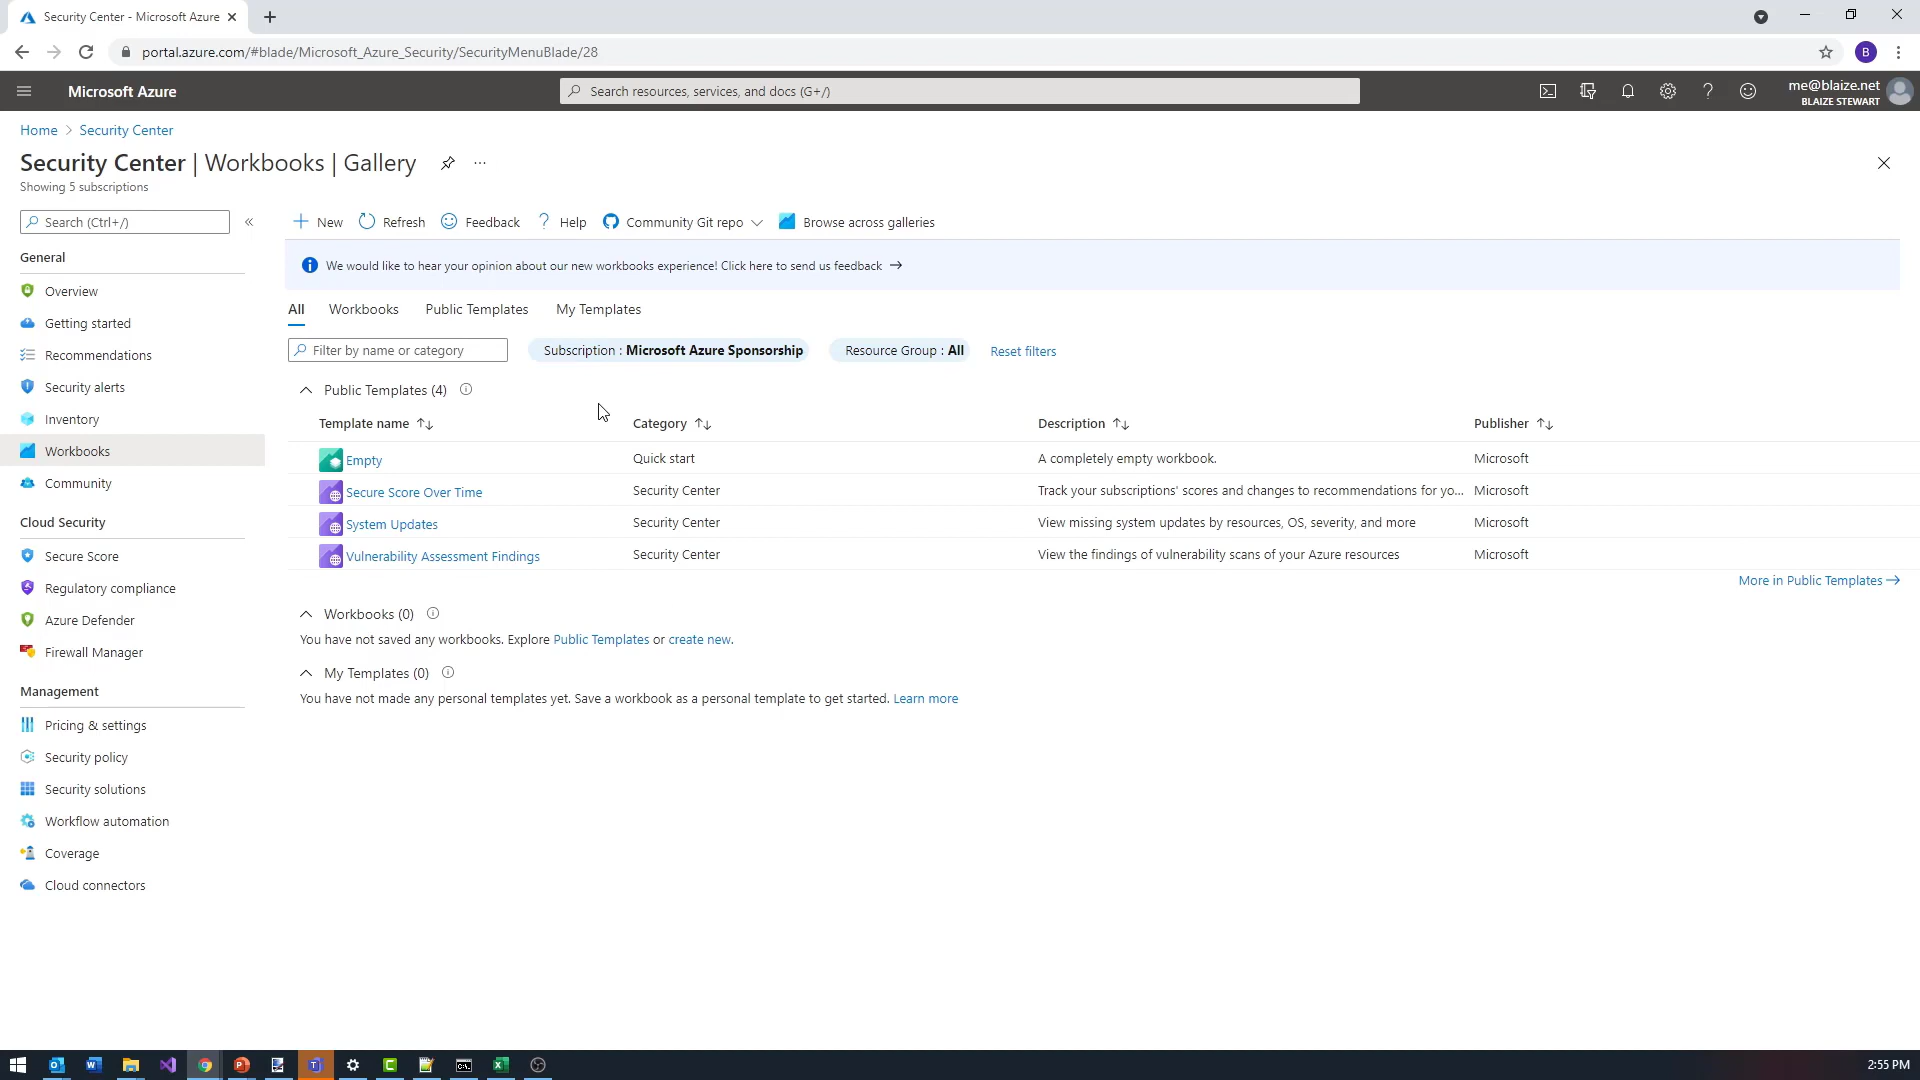 Security Center - Microsoft Azure
portal.azure.com/#blade/Microsoft_Azure_Security/SecurityMenuBlade/28
B
Microsoft Azure
Search resources, services, and docs (G+/)
me@blaize.net
BLAIZE STEWART
Home > Security Center
Security Center | Workbooks | Gallery
Showing 5 subscriptions
Search (Ctrl+/)
General
Overview
Getting started
Recommendations
Security alerts
Inventory
Workbooks
Community
Cloud Security
Secure Score
Regulatory compliance
Azure Defender
Firewall Manager
Management
Pricing & settings
Security policy
Security solutions
Workflow automation
Coverage
Cloud connectors
New Refresh Feedback Help Community Git repo Browse across galleries
We would like to hear your opinion about our new workbooks experience! Click here to send us feedback →
All Workbooks Public Templates My Templates
Filter by name or category Subscription : Microsoft Azure Sponsorship Resource Group : All Reset filters
Public Templates (4)
Template name ↑↓ Category ↑↓ Description ↑↓ Publisher ↑↓
Empty Quick start A completely empty workbook. Microsoft
Secure Score Over Time Security Center Track your subscriptions' scores and changes to recommendations for yo... Microsoft
System Updates Security Center View missing system updates by resources, OS, severity, and more Microsoft
Vulnerability Assessment Findings Security Center View the findings of vulnerability scans of your Azure resources Microsoft
More in Public Templates →
Workbooks (0)
You have not saved any workbooks. Explore Public Templates or create new.
My Templates (0)
You have not made any personal templates yet. Save a workbook as a personal template to get started. Learn more
2:55 PM